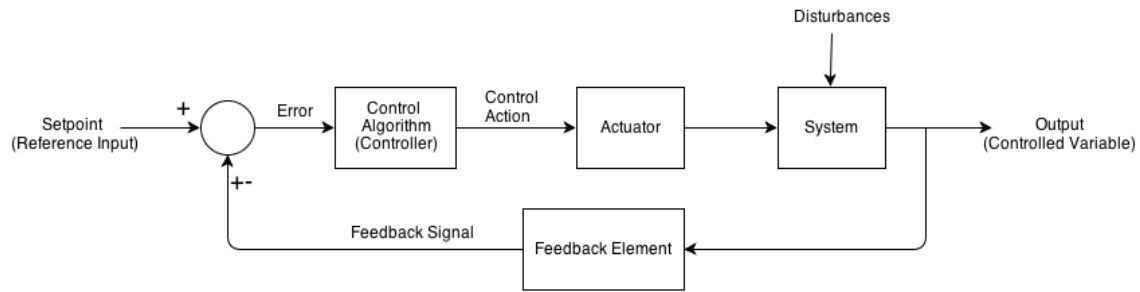 Disturbances
+
Setpoint
(Reference Input)
Error
Control
Algorithm
(Controller)
Control
Action
Actuator
System
Output
(Controlled Variable)
+-
Feedback Signal
Feedback Element